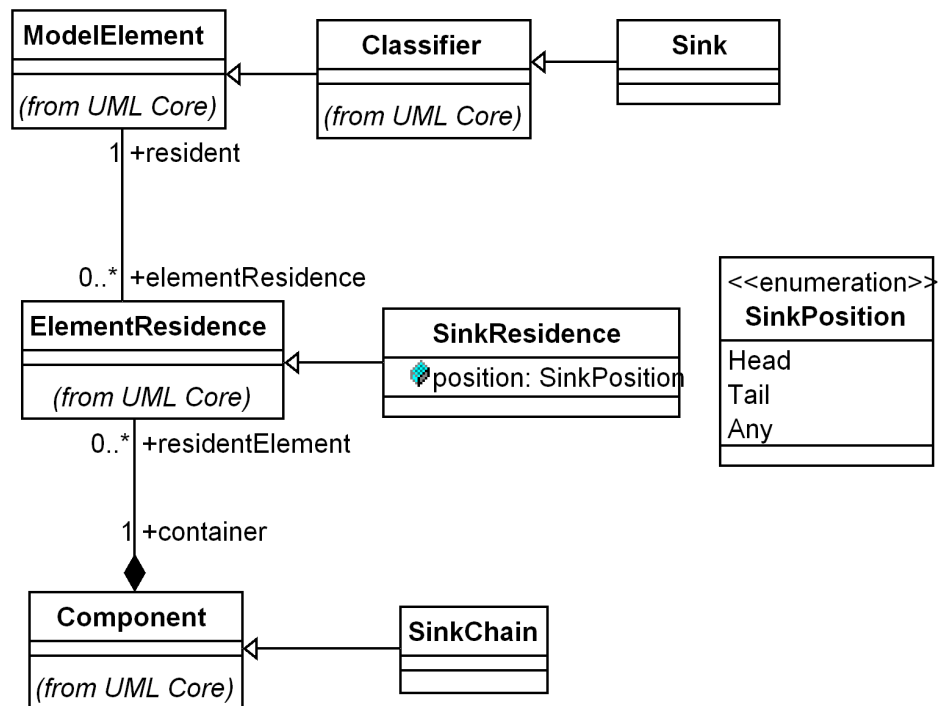 ModelElement
(from UML Core)
Classifier
(from UML Core)
Sink
1 +resident
0..* +elementResidence
ElementResidence
(from UML Core)
SinkResidence
position: SinkPosition
<<enumeration>>
SinkPosition
Head
Tail
Any
0..* +residentElement
1 +container
Component
(from UML Core)
SinkChain